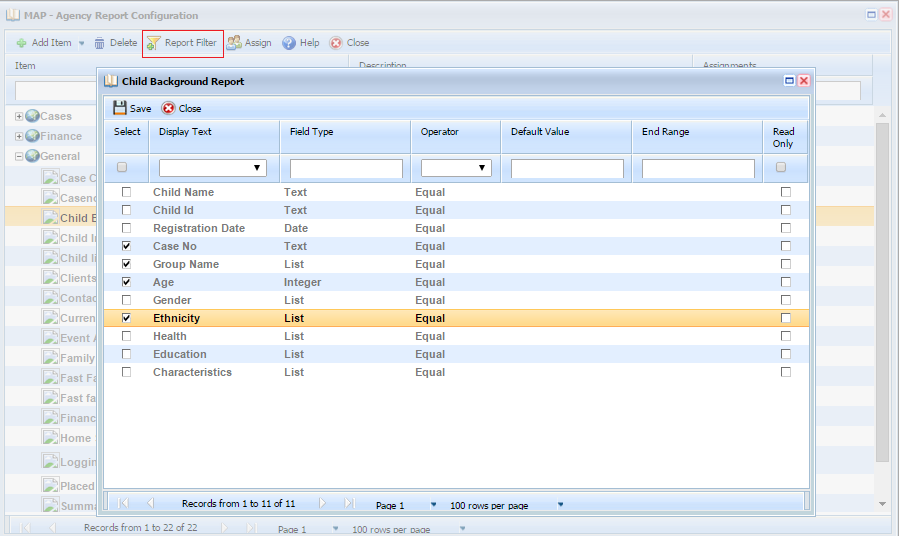 MAP - Agency Report Configuration
Add Item Delete Report Filter Assign Help Close
Item Description Assignments
Child Background Report
Save Close
Select Display Text Field Type Operator Default Value End Range Read Only
Child Name Text Equal
Child Id Text Equal
Registration Date Date Equal
Case No Text Equal
Group Name List Equal
Age Integer Equal
Gender List Equal
Ethnicity List Equal
Health List Equal
Education List Equal
Characteristics List Equal
Records from 1 to 11 of 11 Page 1 100 rows per page
Cases
Finance
General
Case C
Casen
Child B
Child In
Child li
Clients
Contac
Curren
Event A
Family
Fast Fa
Fast fa
Financ
Home
Loggin
Placed
Summa
Records from 1 to 22 of 22 Page 1 100 rows per page